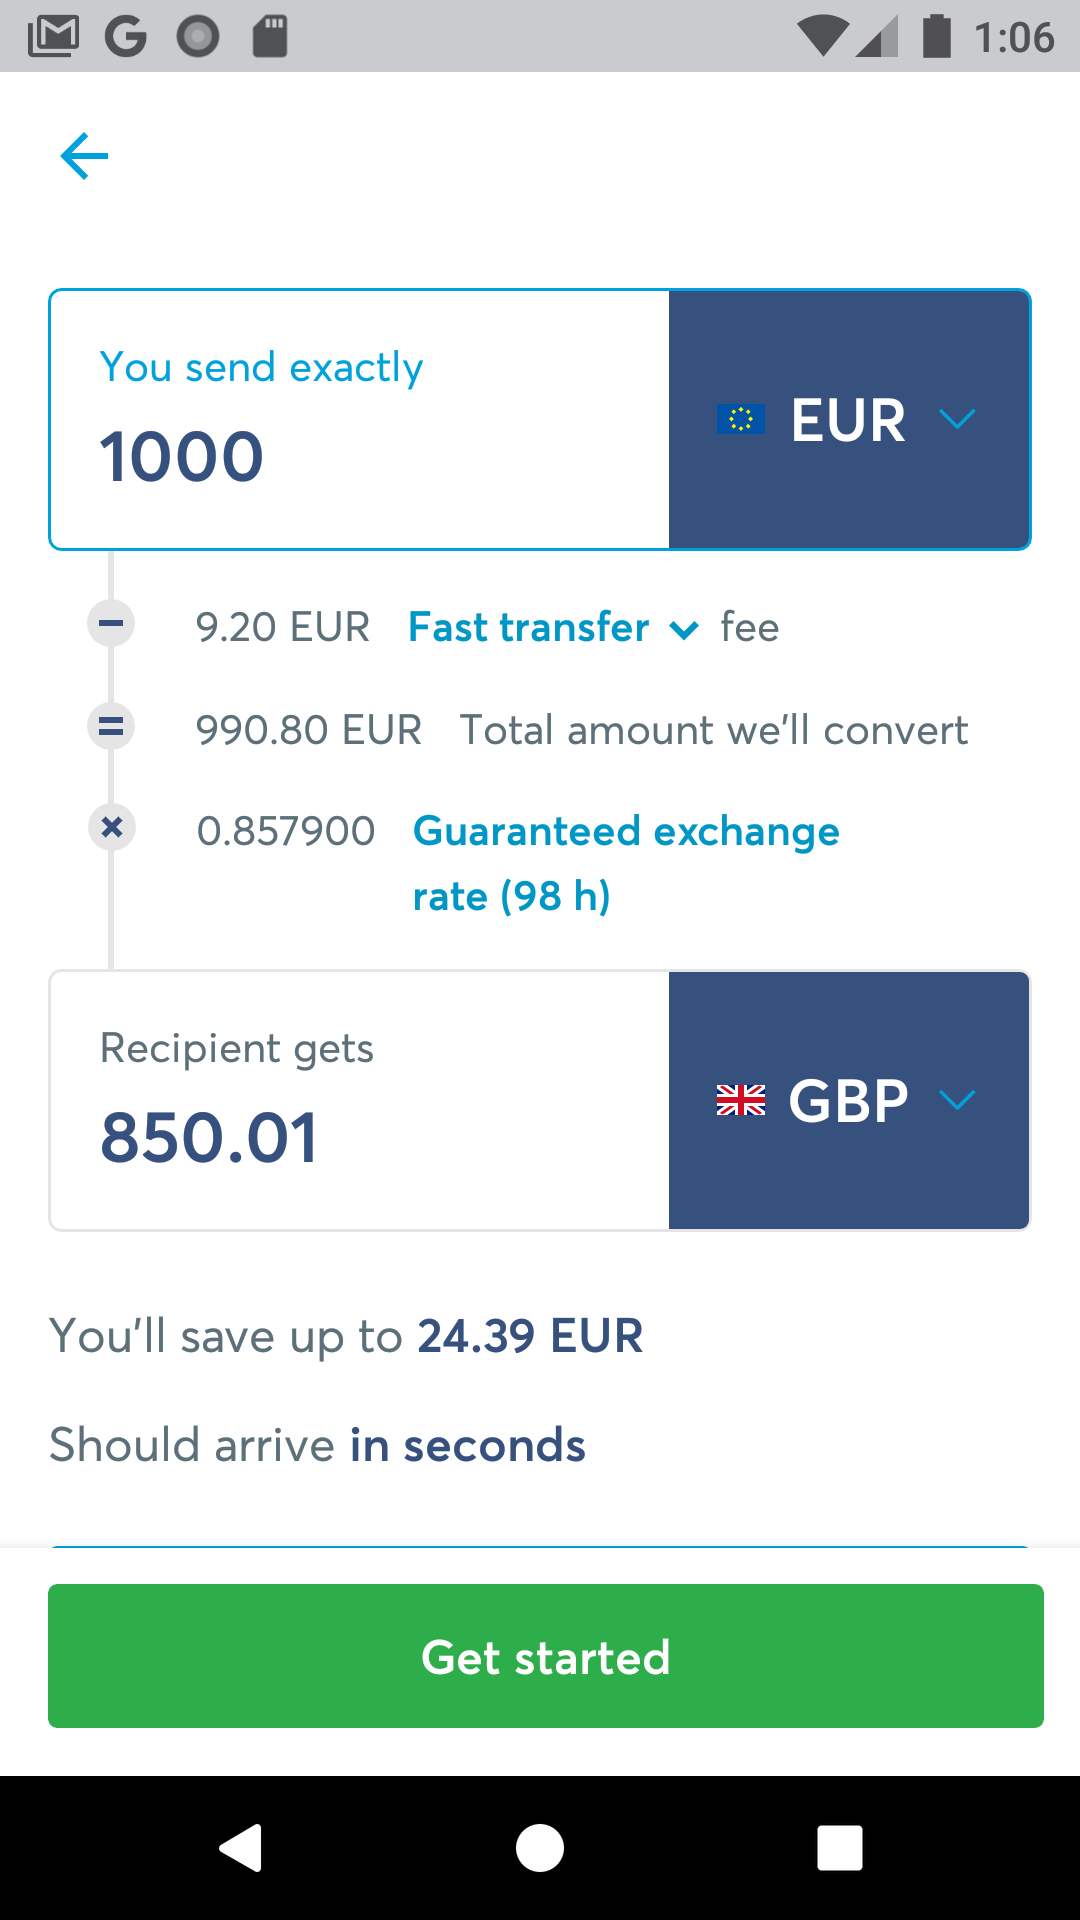 1:06
You send exactly
1000
EUR
9.20 EUR Fast transfer fee
990.80 EUR Total amount we'll convert
0.857900 Guaranteed exchange
rate (98 h)
Recipient gets
850.01
GBP
You'll save up to 24.39 EUR
Should arrive in seconds
Get started